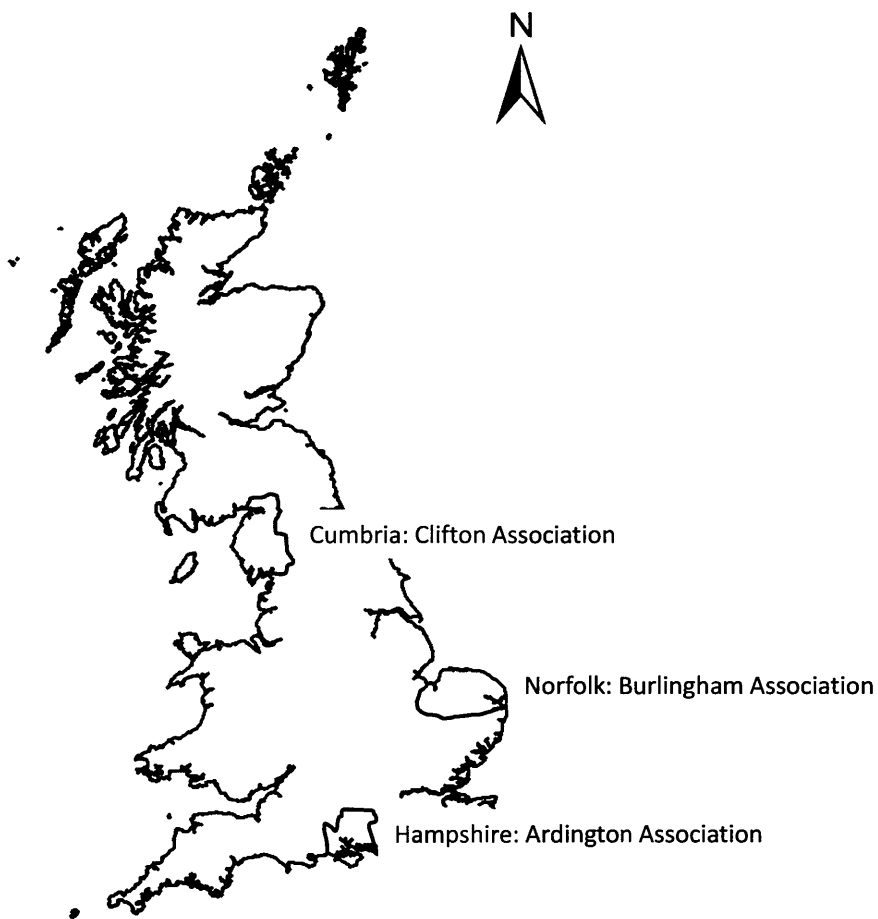 N
Cumbria: Clifton Association
Norfolk: Burlingham Association
Hampshire: Ardington Association